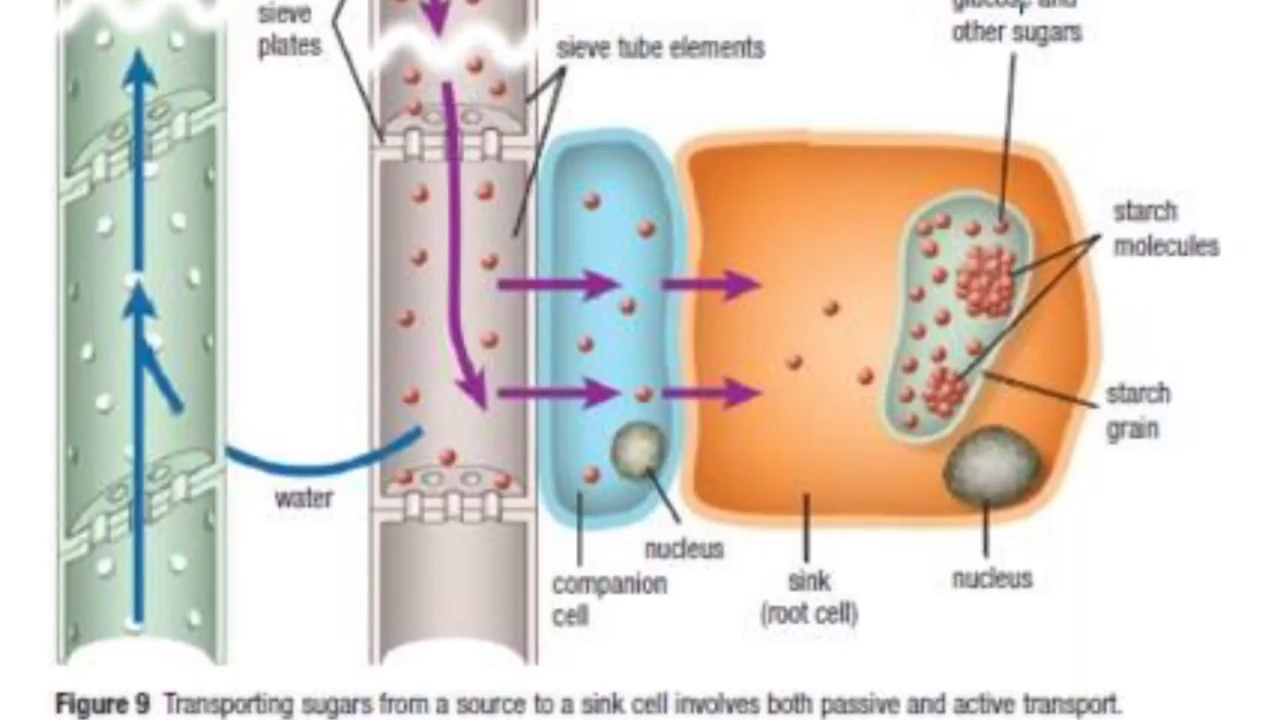 sieve
plates
sieve tube elements
glucose and
other sugars
starch
molecules
starch
grain
water
nucleus
companion
cell
sink
(root cell)
nucleus
Figure 9 Transporting sugars from a source to a sink cell involves both passive and active transport.